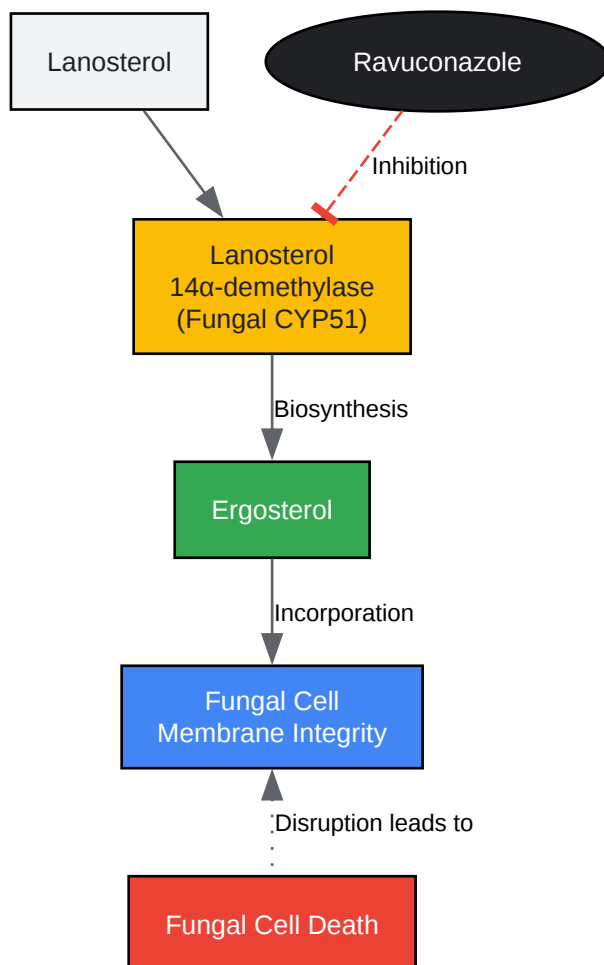 Lanosterol
Ravuconazole
Inhibition
Lanosterol
14α-demethylase
(Fungal CYP51)
Biosynthesis
Ergosterol
Incorporation
Fungal Cell
Membrane Integrity
Disruption leads to
Fungal Cell Death